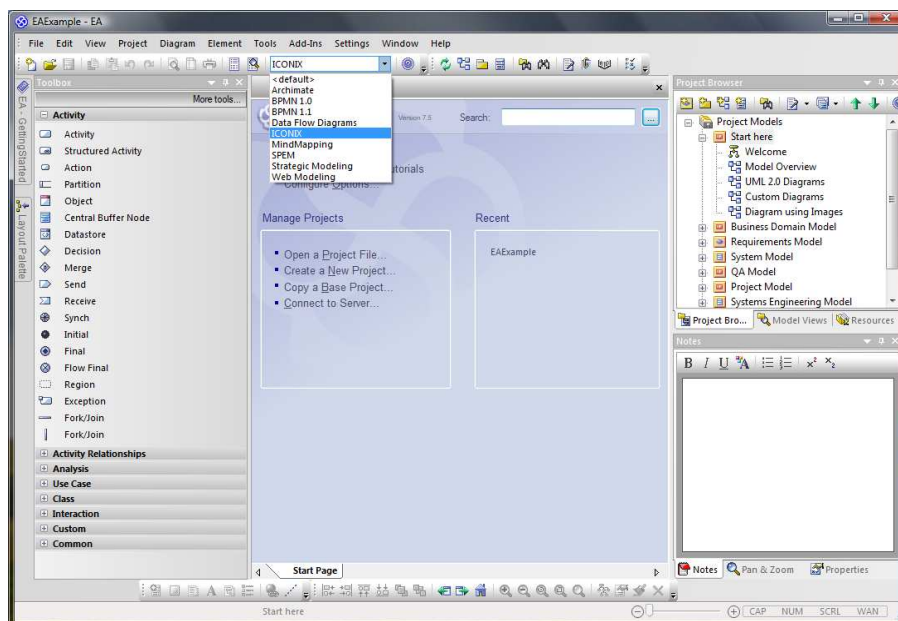 EAExample - EA
File Edit View Project Diagram Element Tools Add-Ins Settings Window Help
ICONIX
<default>
Archimate
BPMN 1.0
BPMN 1.1
Data Flow Diagrams
ICONIX
MindMapping
SPEM
Strategic Modeling
Web Modeling
EA - GettingStarted
Layout Palette
Toolbox
More tools...
Activity
Activity
Structured Activity
Action
Partition
Object
Central Buffer Node
Datastore
Decision
Merge
Send
Receive
Synch
Initial
Final
Flow Final
Region
Exception
Fork/Join
Fork/Join
Activity Relationships
Analysis
Use Case
Class
Interaction
Custom
Common
Version 7.5
Search:
...
utorials
Configure Options...
Manage Projects
Open a Project File...
Create a New Project...
Copy a Base Project...
Connect to Server...
Recent
EAExample
Start Page
Project Browser
Project Models
Start here
Welcome
Model Overview
UML 2.0 Diagrams
Custom Diagrams
Diagram using Images
Business Domain Model
Requirements Model
System Model
QA Model
Project Model
Systems Engineering Model
Project Bro... Model Views Resources
Notes
B I U A x² x₂
Notes Pan & Zoom Properties
Start here
CAP NUM SCRL WAN